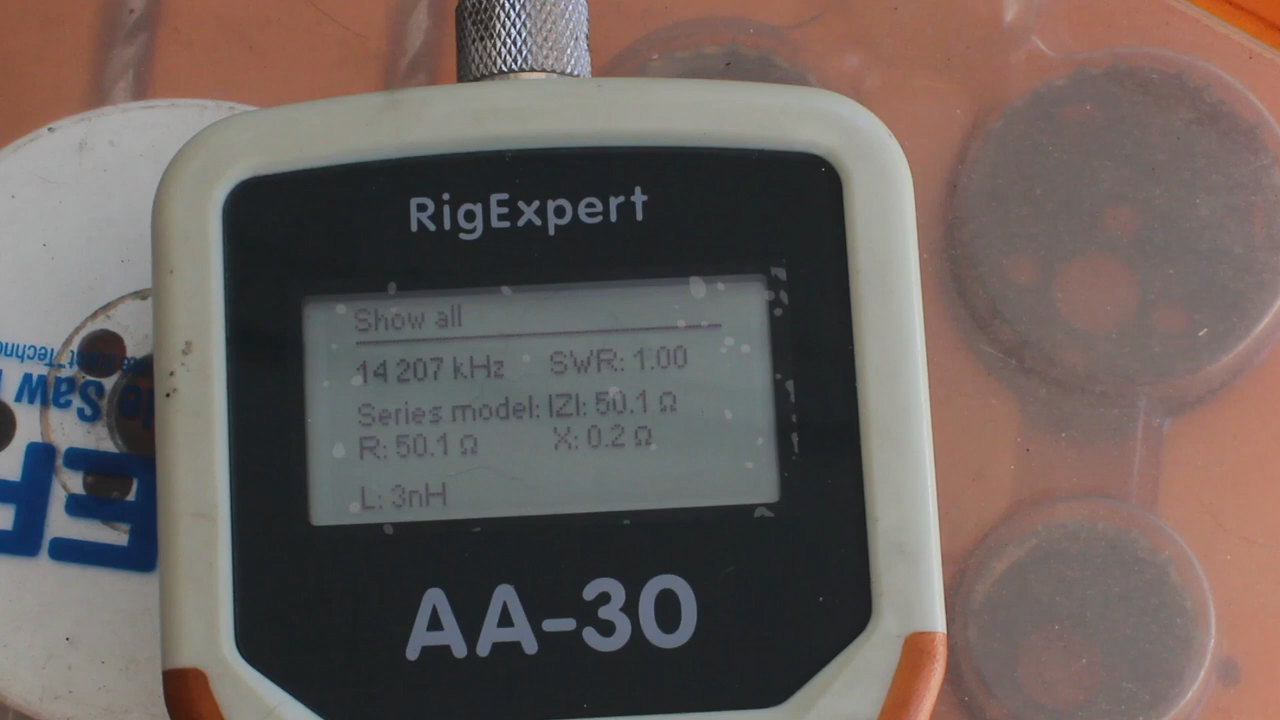 RigExpert
Show all
14 207 kHz SWR: 1.00
Series model: |Z|: 50.1 Ω
R: 50.1 Ω X: 0.2 Ω
L: 3nH
AA-30
Saw